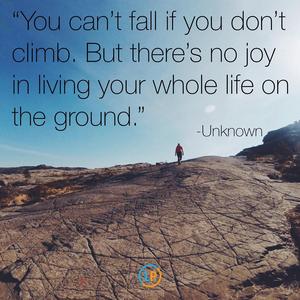 “You can’t fall if you don’t
climb. But there’s no joy
in living your whole life on
the ground.”
-Unknown